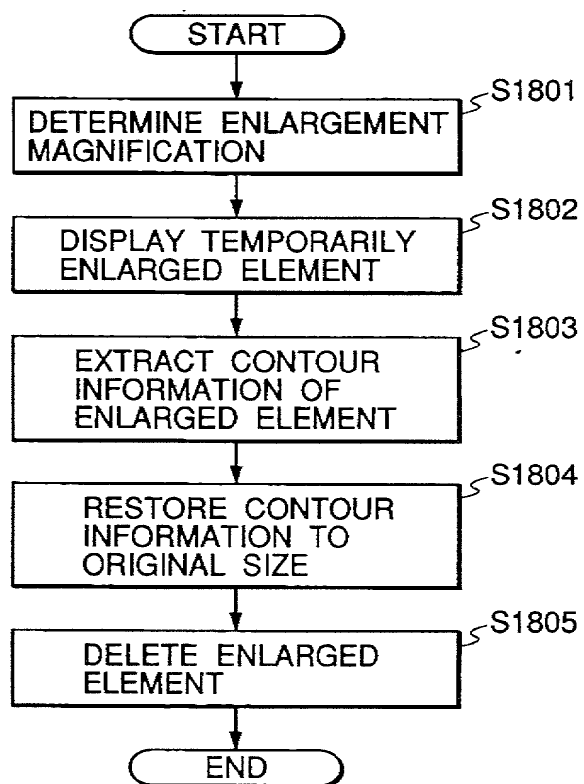 START
S1801
DETERMINE ENLARGEMENT
MAGNIFICATION
S1802
DISPLAY TEMPORARILY
ENLARGED ELEMENT
S1803
EXTRACT CONTOUR
INFORMATION OF
ENLARGED ELEMENT
S1804
RESTORE CONTOUR
INFORMATION TO
ORIGINAL SIZE
S1805
DELETE ENLARGED
ELEMENT
END